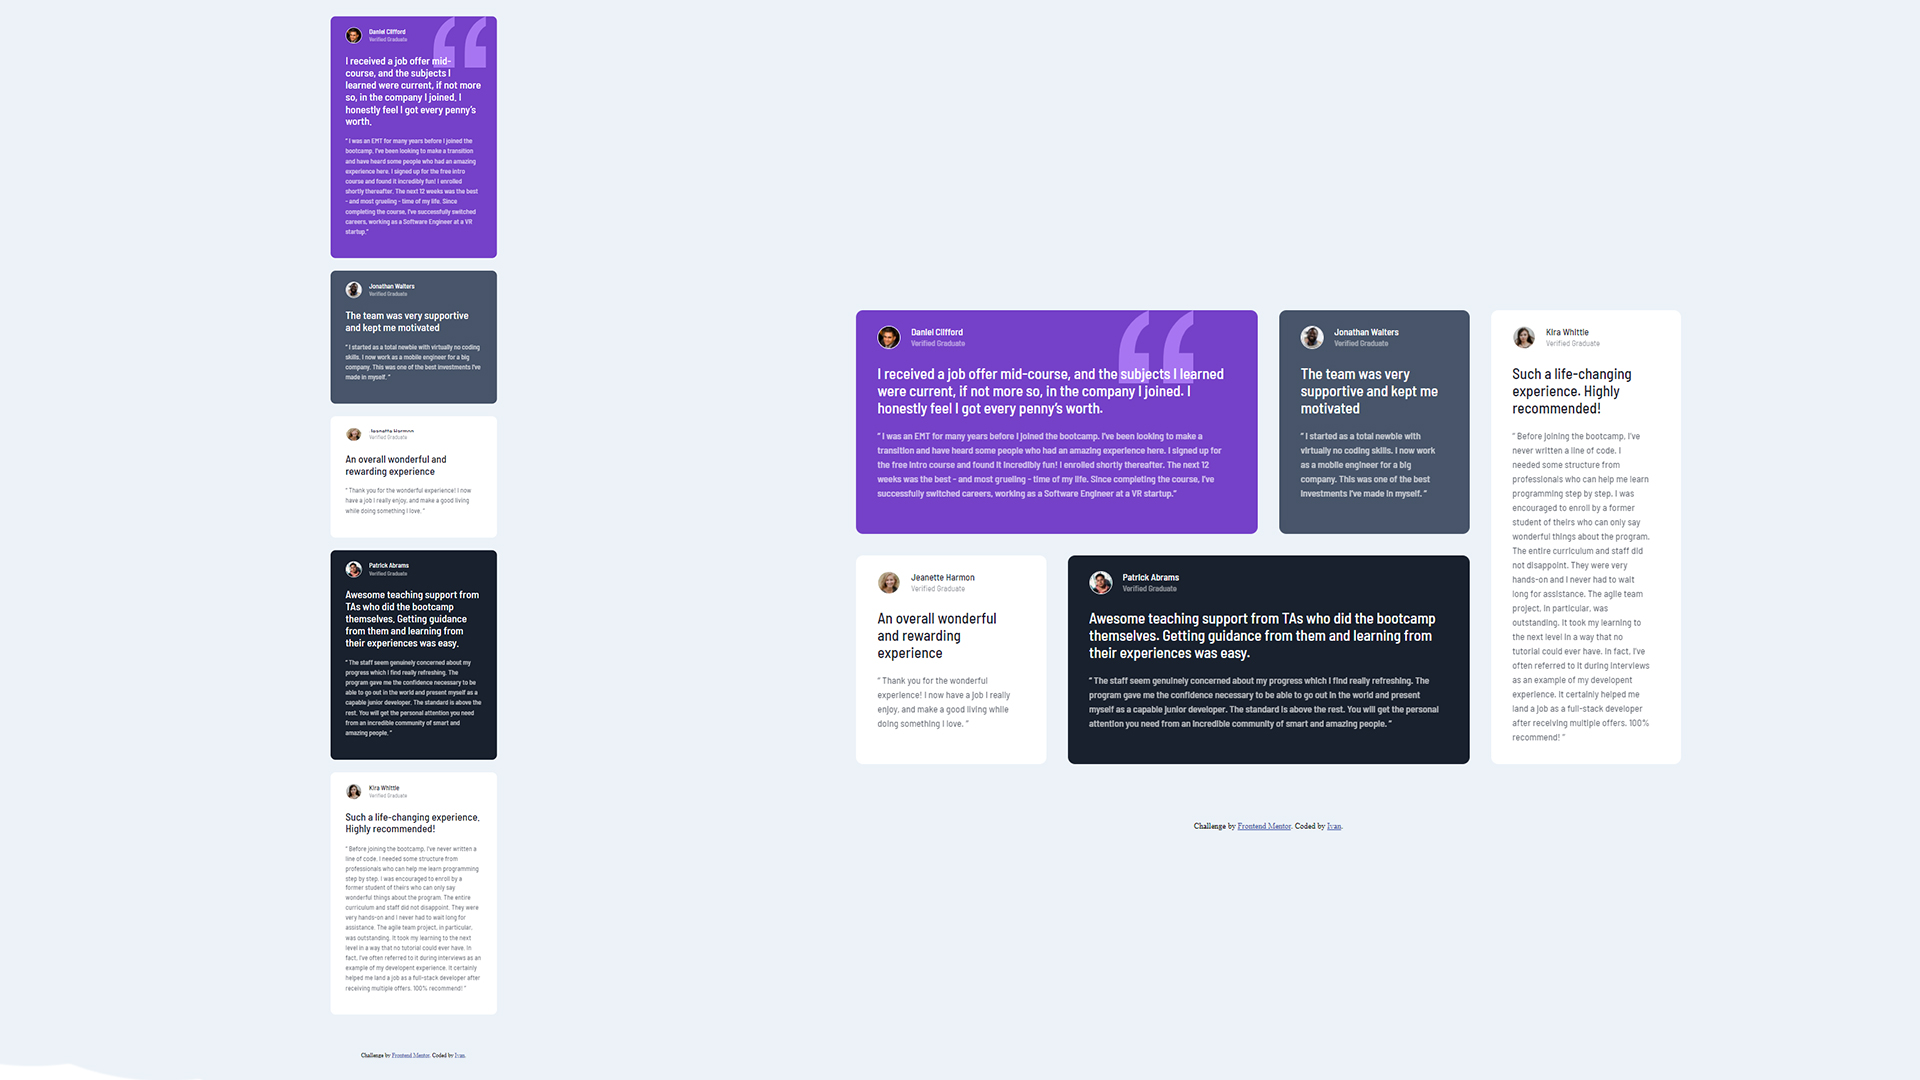 Daniel Clifford
Verified Graduate
I received a job offer mid-
course, and the subjects I
learned were current, if not more
so, in the company I joined. I
honestly feel I got every penny’s
worth.
“ I was an EMT for many years before I joined the
bootcamp. I’ve been looking to make a transition
and have heard some people who had an amazing
experience here. I signed up for the free intro
course and found it incredibly fun! I enrolled
shortly thereafter. The next 12 weeks was the best
- and most grueling - time of my life. Since
completing the course, I’ve successfully switched
careers, working as a Software Engineer at a VR
startup.”
Jonathan Walters
Verified Graduate
The team was very supportive
and kept me motivated
“ I started as a total newbie with virtually no coding
skills. I now work as a mobile engineer for a big
company. This was one of the best investments I’ve
made in myself. ”
Jeanette Harmon
Verified Graduate
An overall wonderful and
rewarding experience
“ Thank you for the wonderful experience! I now
have a job I really enjoy, and make a good living
while doing something I love. ”
Patrick Abrams
Verified Graduate
Awesome teaching support from
TAs who did the bootcamp
themselves. Getting guidance
from them and learning from
their experiences was easy.
“ The staff seem genuinely concerned about my
progress which I find really refreshing. The
program gave me the confidence necessary to be
able to go out in the world and present myself as a
capable junior developer. The standard is above the
rest. You will get the personal attention you need
from an incredible community of smart and
amazing people. ”
Kira Whittle
Verified Graduate
Such a life-changing experience.
Highly recommended!
“ Before joining the bootcamp, I’ve never written a
line of code. I needed some structure from
professionals who can help me learn programming
step by step. I was encouraged to enroll by a
former student of theirs who can only say
wonderful things about the program. The entire
curriculum and staff did not disappoint. They were
very hands-on and I never had to wait long for
assistance. The agile team project, in particular,
was outstanding. It took my learning to the next
level in a way that no tutorial could ever have. In
fact, I’ve often referred to it during interviews as an
example of my developent experience. It certainly
helped me land a job as a full-stack developer after
receiving multiple offers. 100% recommend! ”
Challenge by Frontend Mentor. Coded by Ivan.
Daniel Clifford
Verified Graduate
I received a job offer mid-course, and the subjects I learned
were current, if not more so, in the company I joined. I
honestly feel I got every penny’s worth.
“ I was an EMT for many years before I joined the bootcamp. I’ve been looking to make a
transition and have heard some people who had an amazing experience here. I signed up for
the free intro course and found it incredibly fun! I enrolled shortly thereafter. The next 12
weeks was the best - and most grueling - time of my life. Since completing the course, I’ve
successfully switched careers, working as a Software Engineer at a VR startup.”
Jonathan Walters
Verified Graduate
The team was very
supportive and kept me
motivated
“ I started as a total newbie with
virtually no coding skills. I now work
as a mobile engineer for a big
company. This was one of the best
investments I’ve made in myself. ”
Kira Whittle
Verified Graduate
Such a life-changing
experience. Highly
recommended!
“ Before joining the bootcamp, I’ve
never written a line of code. I
needed some structure from
professionals who can help me learn
programming step by step. I was
encouraged to enroll by a former
student of theirs who can only say
wonderful things about the program.
The entire curriculum and staff did
not disappoint. They were very
hands-on and I never had to wait
long for assistance. The agile team
project, in particular, was
outstanding. It took my learning to
the next level in a way that no
tutorial could ever have. In fact, I’ve
often referred to it during interviews
as an example of my developent
experience. It certainly helped me
land a job as a full-stack developer
after receiving multiple offers. 100%
recommend! ”
Jeanette Harmon
Verified Graduate
An overall wonderful
and rewarding
experience
“ Thank you for the wonderful
experience! I now have a job I really
enjoy, and make a good living while
doing something I love. ”
Patrick Abrams
Verified Graduate
Awesome teaching support from TAs who did the bootcamp
themselves. Getting guidance from them and learning from
their experiences was easy.
“ The staff seem genuinely concerned about my progress which I find really refreshing. The
program gave me the confidence necessary to be able to go out in the world and present
myself as a capable junior developer. The standard is above the rest. You will get the personal
attention you need from an incredible community of smart and amazing people. ”
Challenge by Frontend Mentor. Coded by Ivan.